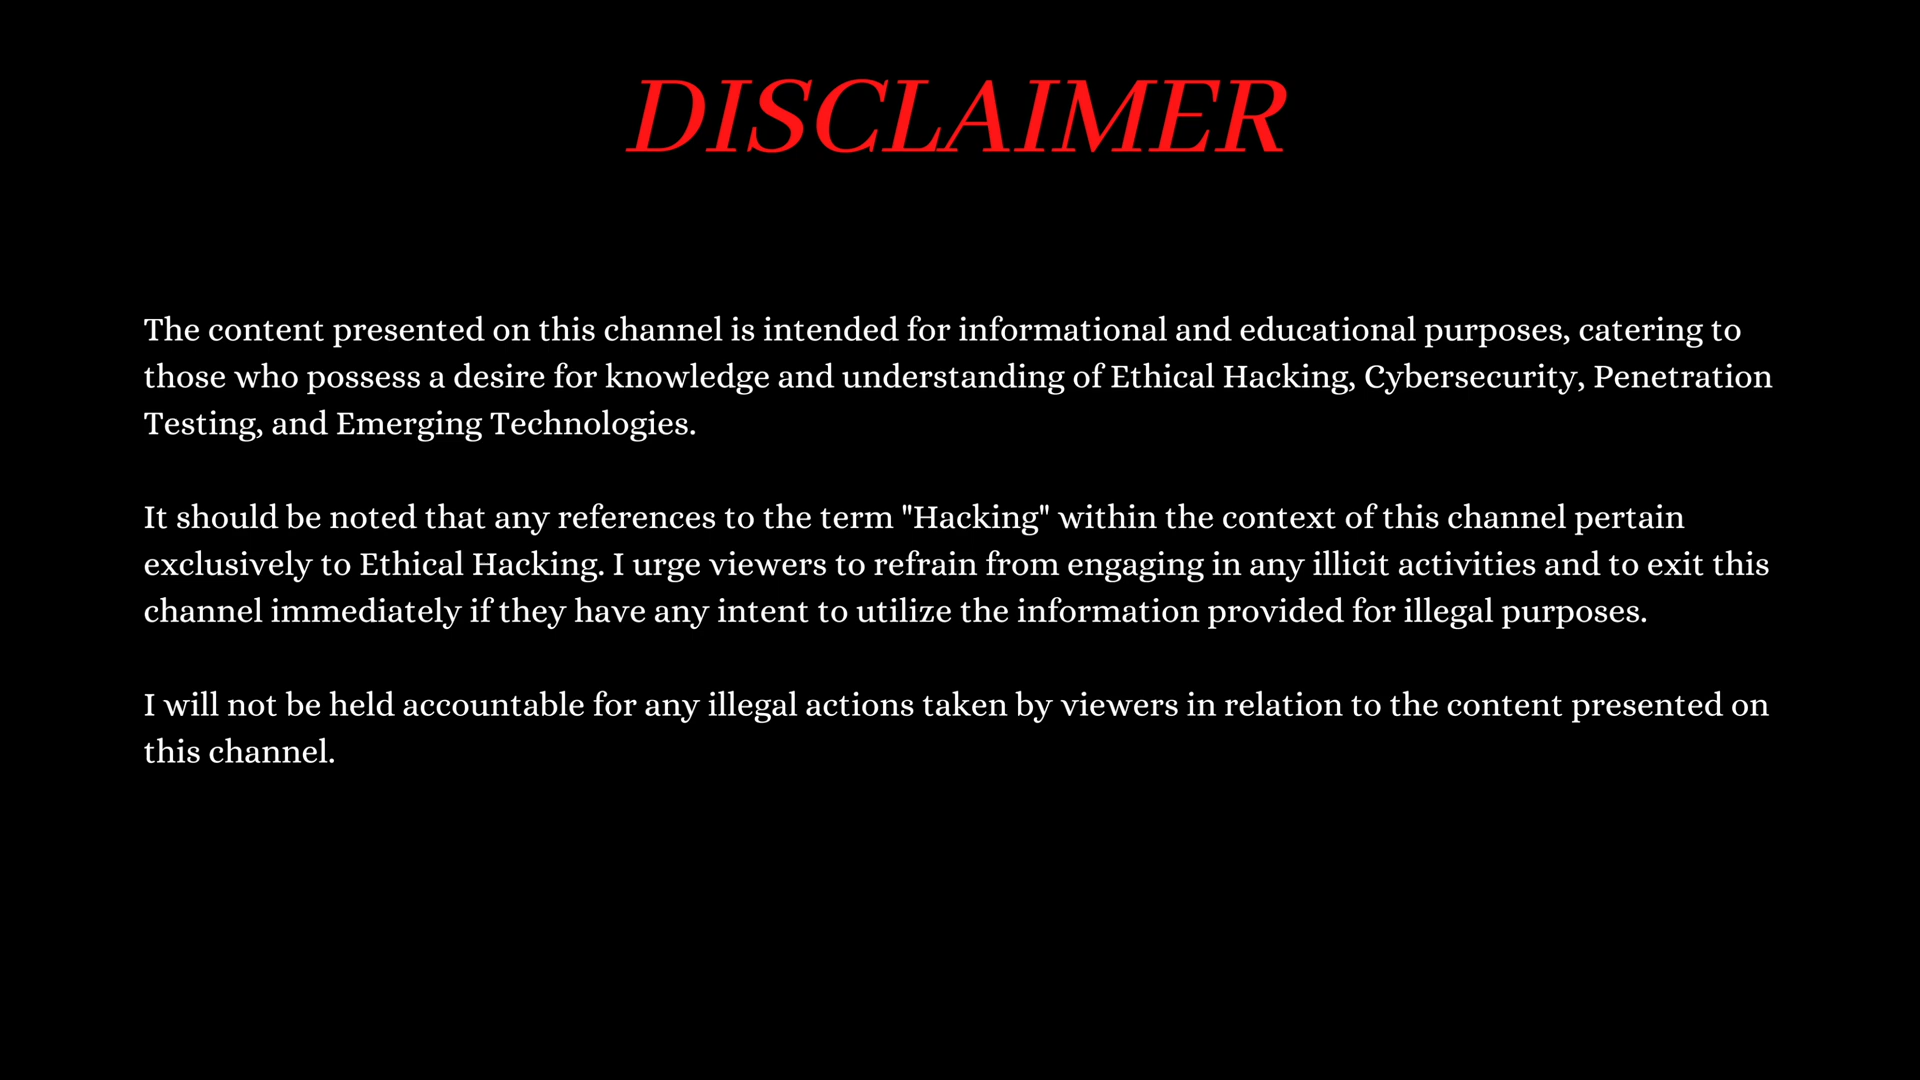 DISCLAIMER
The content presented on this channel is intended for informational and educational purposes, catering to
those who possess a desire for knowledge and understanding of Ethical Hacking, Cybersecurity, Penetration
Testing, and Emerging Technologies.
It should be noted that any references to the term "Hacking" within the context of this channel pertain
exclusively to Ethical Hacking. I urge viewers to refrain from engaging in any illicit activities and to exit this
channel immediately if they have any intent to utilize the information provided for illegal purposes.
I will not be held accountable for any illegal actions taken by viewers in relation to the content presented on
this channel.